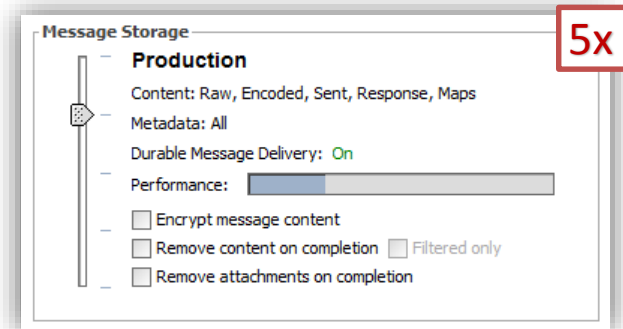 Message Storage
5x
Production
Content: Raw, Encoded, Sent, Response, Maps
Metadata: All
Durable Message Delivery: On
Performance:
Encrypt message content
Remove content on completion Filtered only
Remove attachments on completion